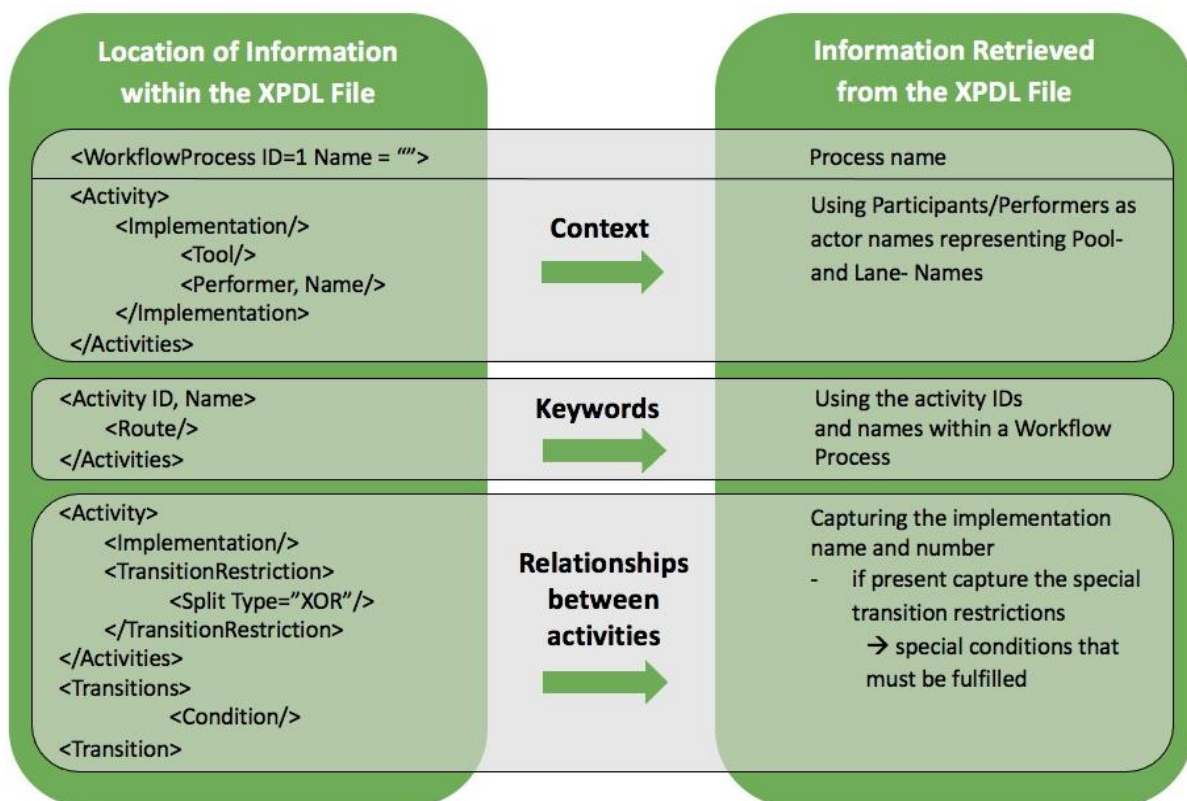 Location of Information
within the XPDL File
Information Retrieved
from the XPDL File
<WorkflowProcess ID=1 Name = “”>
Process name
<Activity>
<Implementation/>
<Tool/>
<Performer, Name/>
</Implementation>
</Activities>
Context
Using Participants/Performers as
actor names representing Pool-
and Lane- Names
<Activity ID, Name>
<Route/>
</Activities>
Keywords
Using the activity IDs
and names within a Workflow
Process
<Activity>
<Implementation/>
<TransitionRestriction>
<Split Type=”XOR”/>
</TransitionRestriction>
</Activities>
<Transitions>
<Condition/>
<Transition>
Relationships
between
activities
Capturing the implementation
name and number
- if present capture the special
transition restrictions
→ special conditions that
must be fulfilled